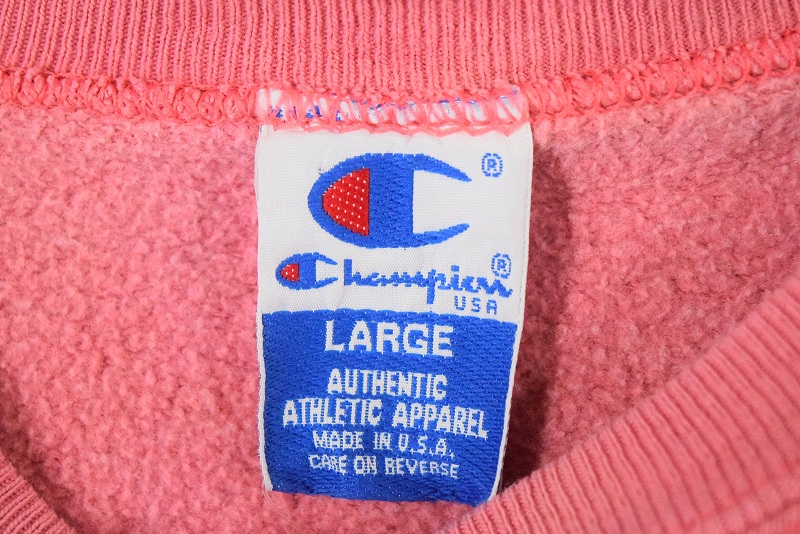 ®
Champion®
USA
LARGE
AUTHENTIC
ATHLETIC APPAREL
MADE IN U.S.A.
CARE ON REVERSE